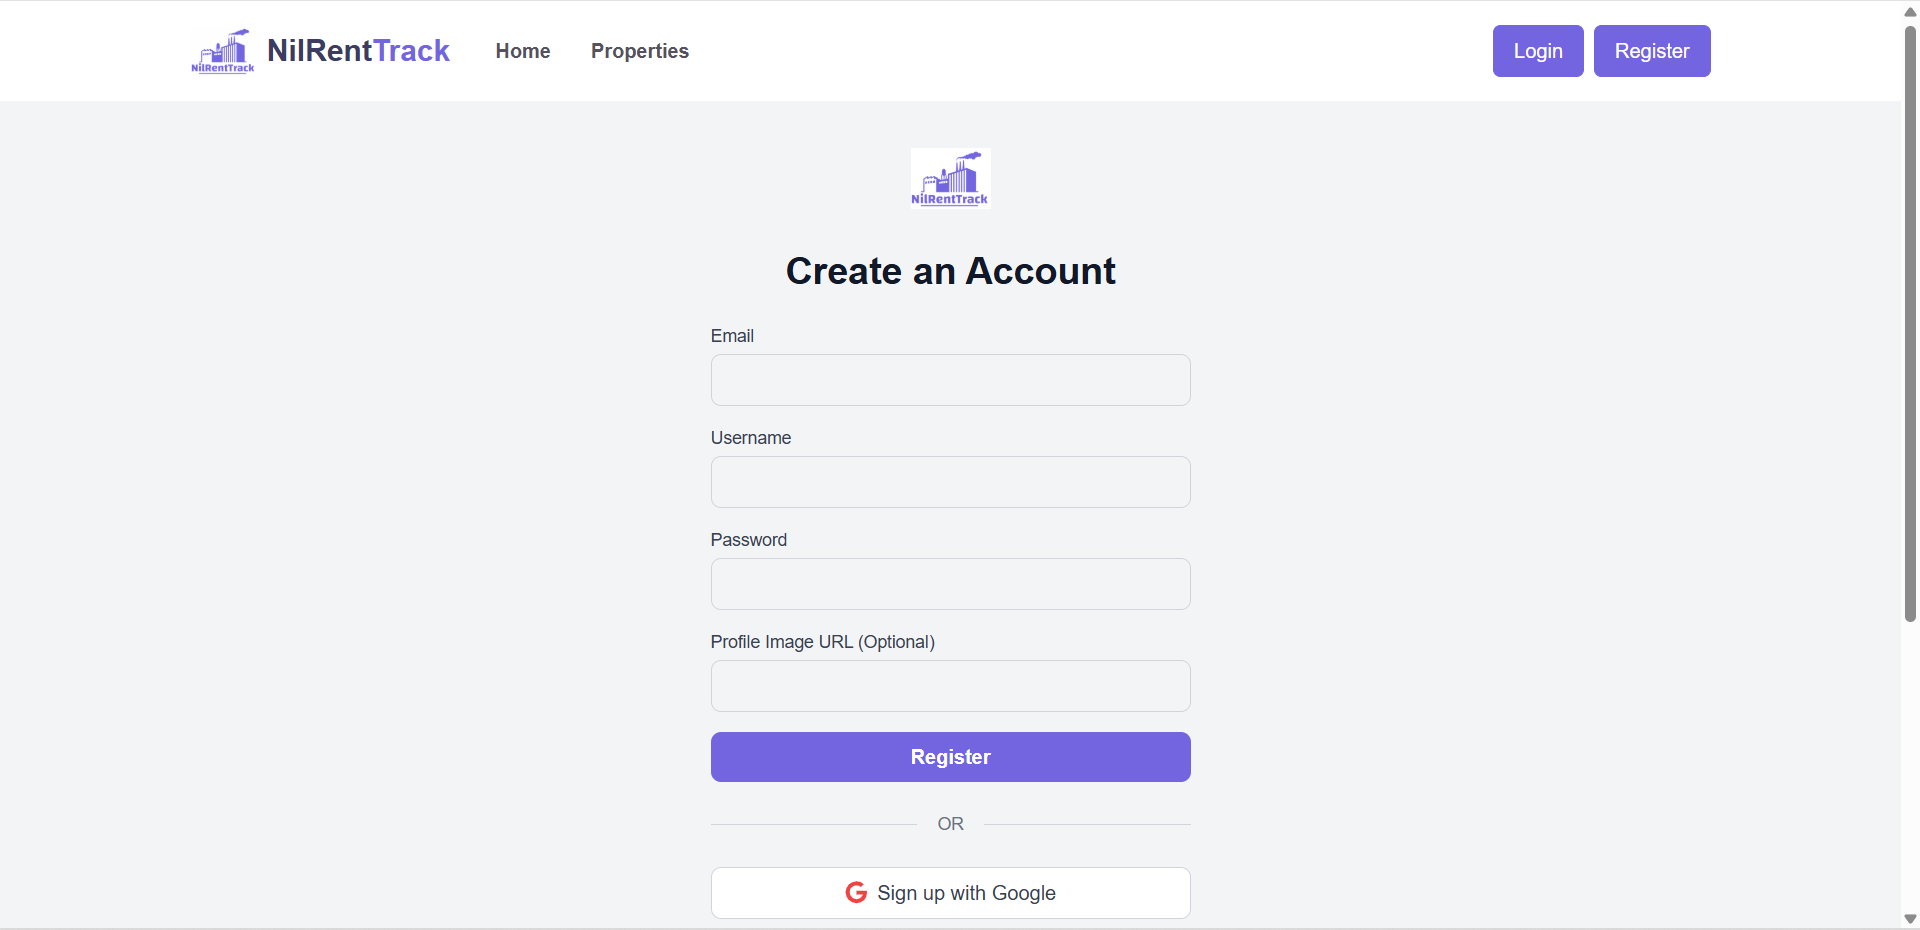 NilRentTrack
NilRentTrack
Home
Properties
Login
Register
NilRentTrack
Create an Account
Email
Username
Password
Profile Image URL (Optional)
Register
OR
Sign up with Google